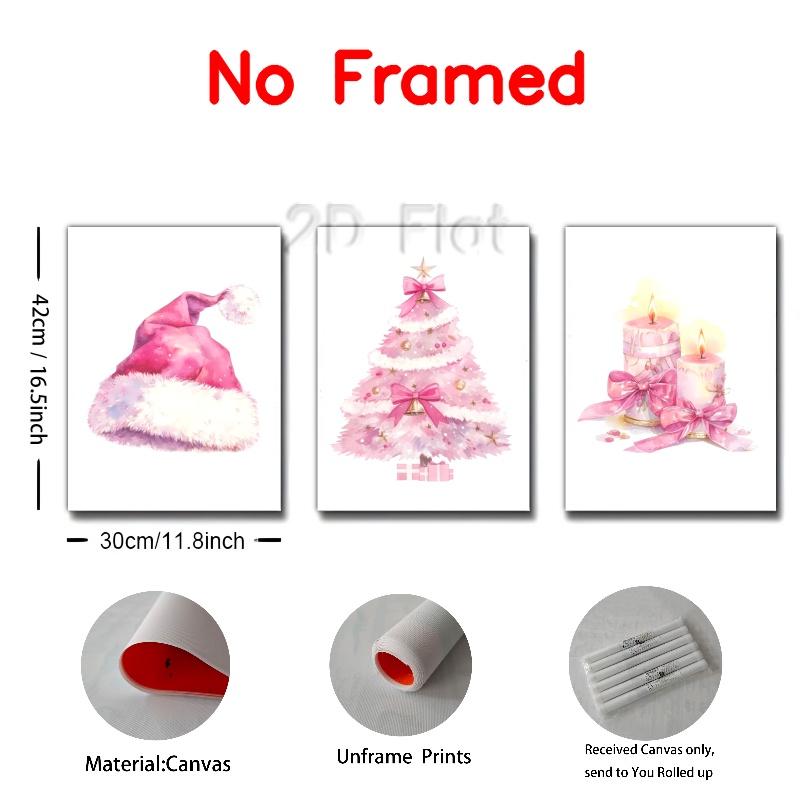 No Framed
2D Flat
42cm / 16.5inch
30cm/11.8inch
Material:Canvas
Unframe Prints
Received Canvas only,
send to You Rolled up